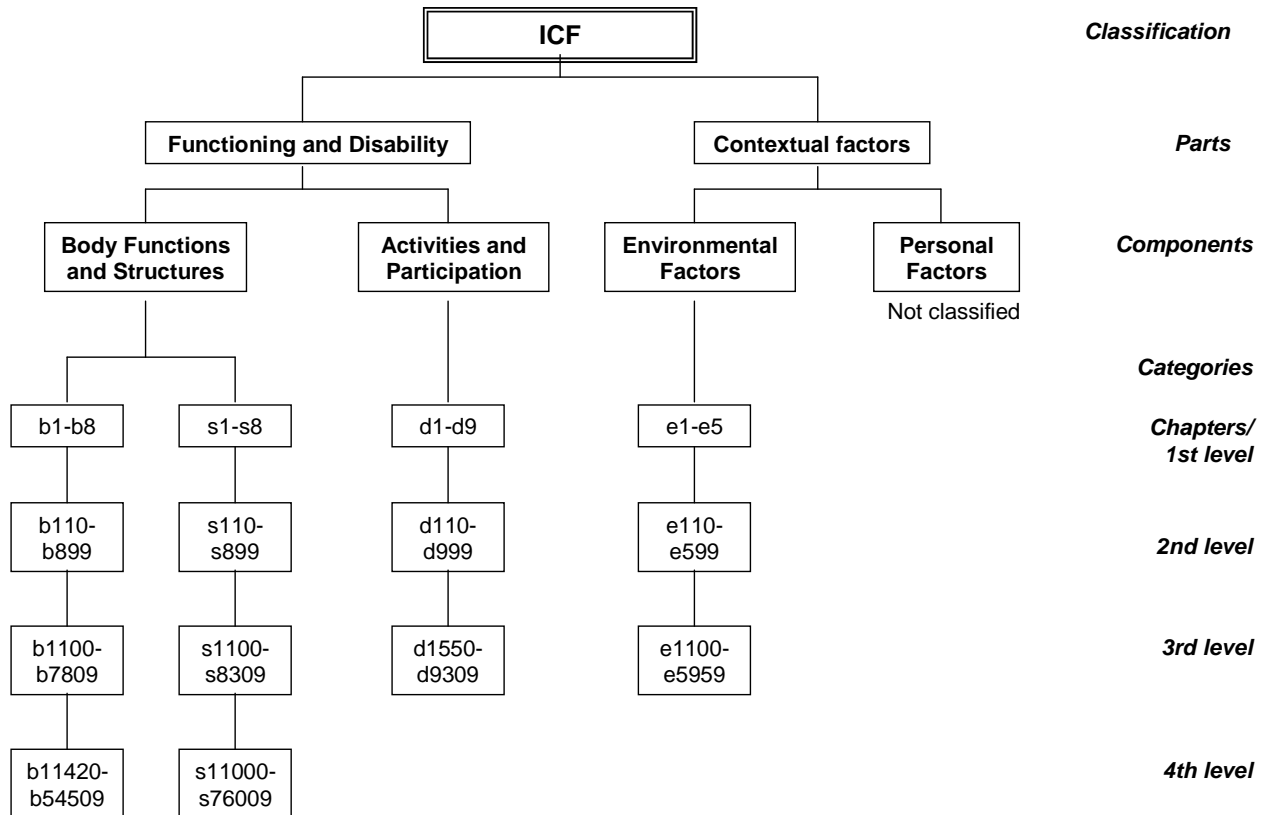 ICF
Classification
Functioning and Disability
Contextual factors
Parts
Body Functions
and Structures
Activities and
Participation
Environmental
Factors
Personal
Factors
Components
Not classified
Categories
b1-b8
s1-s8
d1-d9
e1-e5
Chapters/
1st level
b110-
b899
s110-
s899
d110-
d999
e110-
e599
2nd level
b1100-
b7809
s1100-
s8309
d1550-
d9309
e1100-
e5959
3rd level
b11420-
b54509
s11000-
s76009
4th level